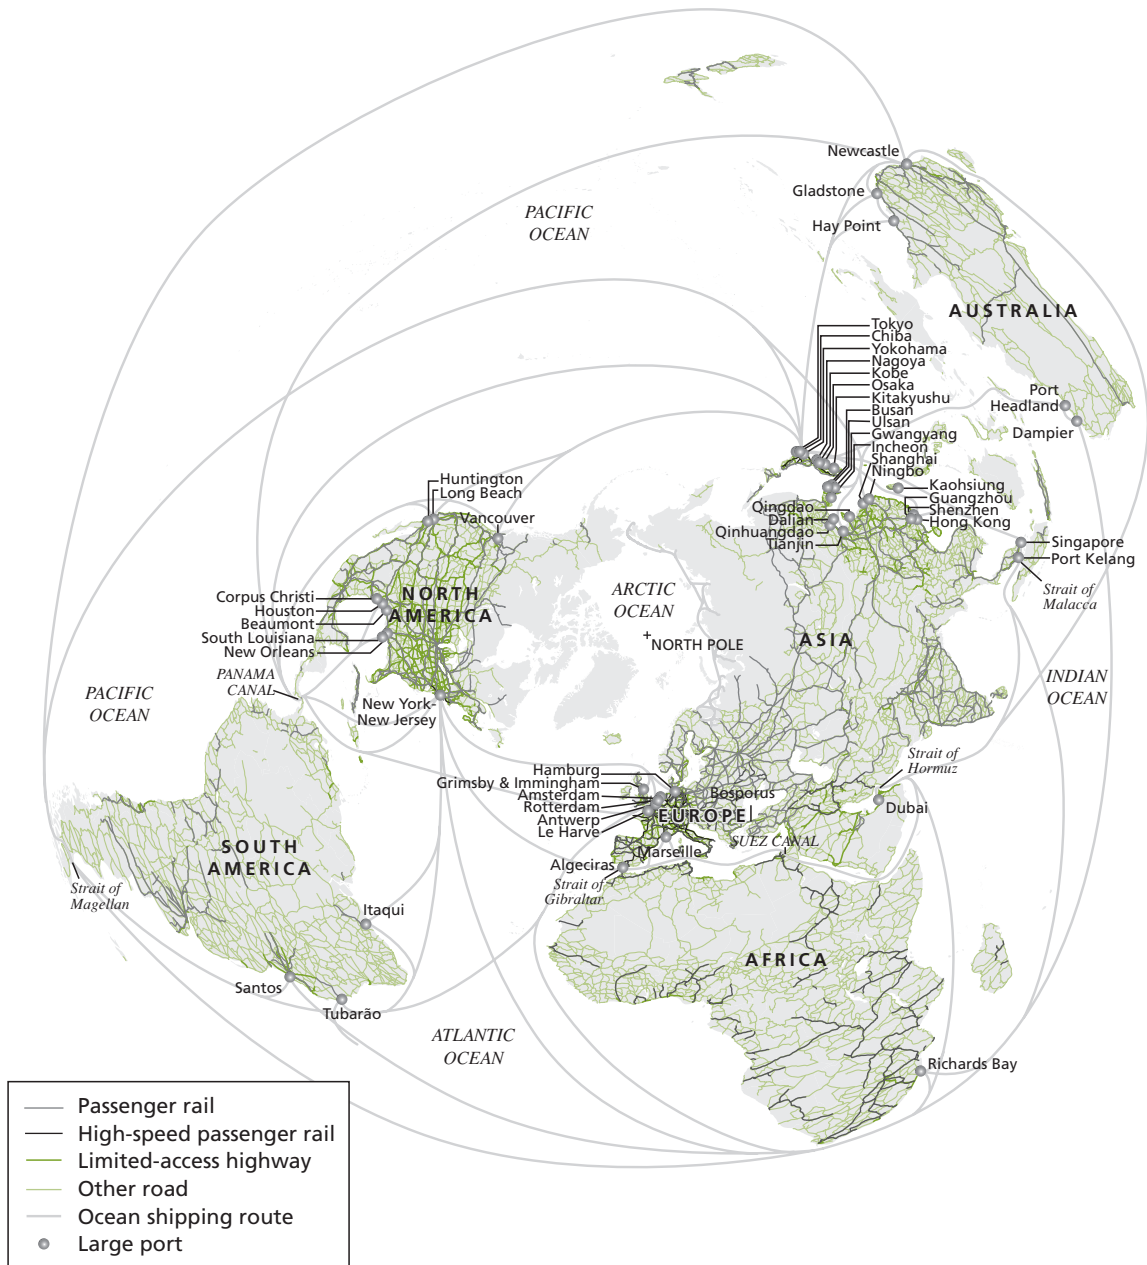 Newcastle
Gladstone
Hay Point
PACIFIC
OCEAN
AUSTRALIA
Tokyo
Chiba
Yokohama
Nagoya
Kobe
Osaka
Kitakyushu
Busan
Ulsan
Gwangyang
Incheon
Shanghai
Ningbo
Port
Headland
Dampier
Kaohsiung
Guangzhou
Shenzhen
Hong Kong
Qingdao
Dalian
Qinhuangdao
Tianjin
Singapore
Port Kelang
Strait of
Malacca
Huntington
Long Beach
Vancouver
Corpus Christi
Houston
Beaumont
South Louisiana
New Orleans
NORTH
AMERICA
ARCTIC
OCEAN
NORTH POLE
ASIA
INDIAN
OCEAN
PANAMA
CANAL
PACIFIC
OCEAN
New York-
New Jersey
Strait of
Hormuz
Dubai
Hamburg
Grimsby & Immingham
Amsterdam
Rotterdam
Antwerp
Le Harve
Bosporus
EUROPE
SUEZ CANAL
Marseille
Algeciras
Strait of
Gibraltar
SOUTH
AMERICA
Strait of
Magellan
Itaqui
Santos
Tubarão
AFRICA
ATLANTIC
OCEAN
Richards Bay
Passenger rail
High-speed passenger rail
Limited-access highway
Other road
Ocean shipping route
Large port